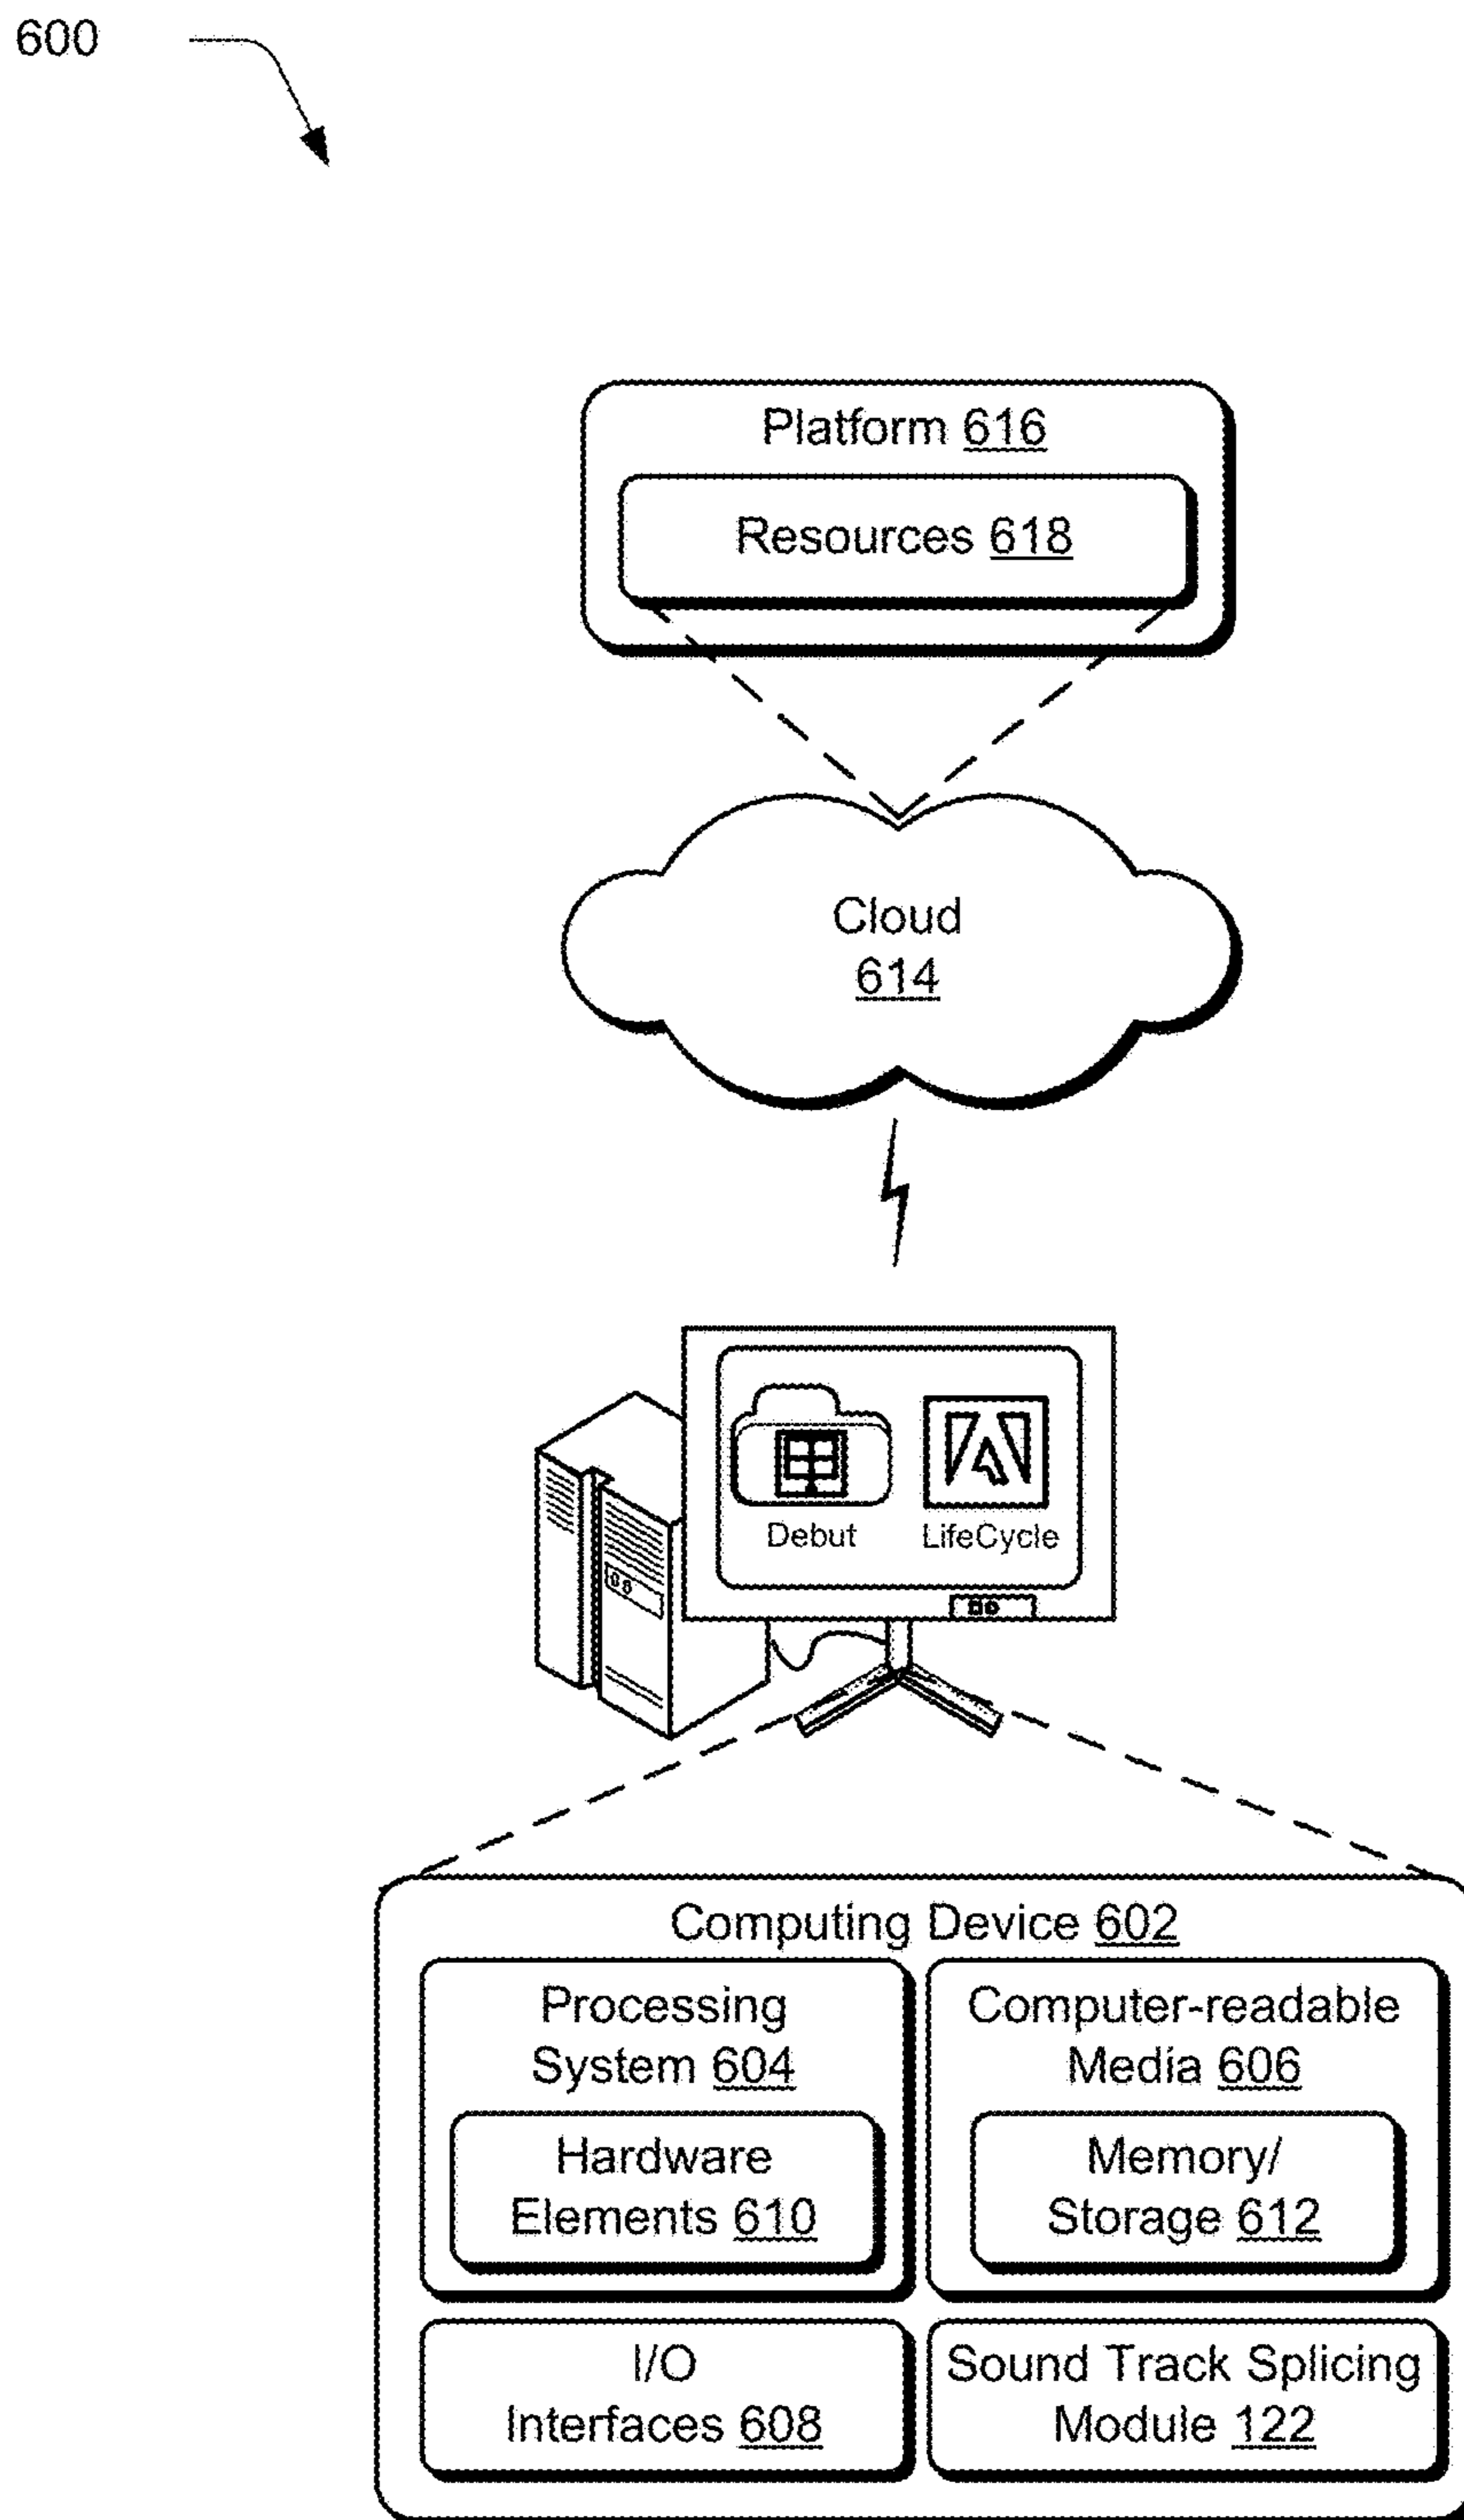 600
Platform 616
Resources 618
Cloud
614
Debut
LifeCycle
Computing Device 602
Processing
System 604
Hardware
Elements 610
Computer-readable
Media 606
Memory/
Storage 612
I/O
Interfaces 608
Sound Track Splicing
Module 122